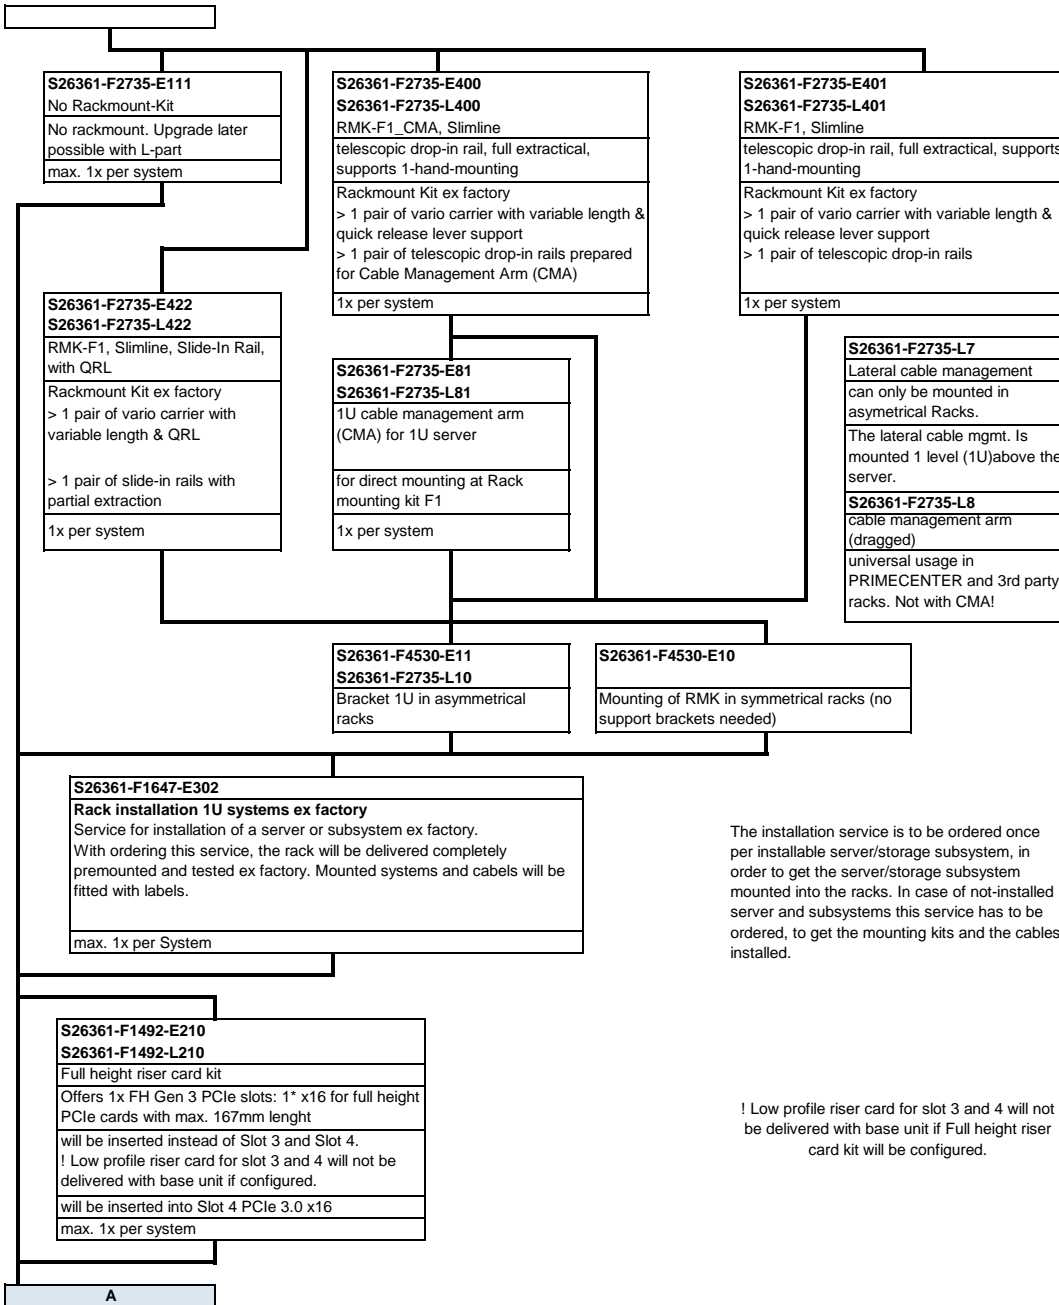 S26361-F2735-E111
No Rackmount-Kit
No rackmount. Upgrade later
possible with L-part
max. 1x per system
S26361-F2735-E400
S26361-F2735-L400
RMK-F1_CMA, Slimline
telescopic drop-in rail, full extractical,
supports 1-hand-mounting
Rackmount Kit ex factory
> 1 pair of vario carrier with variable length &
quick release lever support
> 1 pair of telescopic drop-in rails prepared
for Cable Management Arm (CMA)
1x per system
S26361-F2735-E401
S26361-F2735-L401
RMK-F1, Slimline
telescopic drop-in rail, full extractical, supports
1-hand-mounting
Rackmount Kit ex factory
> 1 pair of vario carrier with variable length &
quick release lever support
> 1 pair of telescopic drop-in rails
1x per system
S26361-F2735-E422
S26361-F2735-L422
RMK-F1, Slimline, Slide-In Rail,
with QRL
Rackmount Kit ex factory
> 1 pair of vario carrier with
variable length & QRL
> 1 pair of slide-in rails with
partial extraction
1x per system
S26361-F2735-E81
S26361-F2735-L81
1U cable management arm
(CMA) for 1U server
for direct mounting at Rack
mounting kit F1
1x per system
S26361-F2735-L7
Lateral cable management
can only be mounted in
asymetrical Racks.
The lateral cable mgmt. Is
mounted 1 level (1U)above the
server.
S26361-F2735-L8
cable management arm
(dragged)
universal usage in
PRIMECENTER and 3rd party
racks. Not with CMA!
S26361-F4530-E11
S26361-F2735-L10
Bracket 1U in asymmetrical
racks
S26361-F4530-E10
Mounting of RMK in symmetrical racks (no
support brackets needed)
S26361-F1647-E302
Rack installation 1U systems ex factory
Service for installation of a server or subsystem ex factory.
With ordering this service, the rack will be delivered completely
premounted and tested ex factory. Mounted systems and cabels will be
fitted with labels.
max. 1x per System
The installation service is to be ordered once
per installable server/storage subsystem, in
order to get the server/storage subsystem
mounted into the racks. In case of not-installed
server and subsystems this service has to be
ordered, to get the mounting kits and the cables
installed.
S26361-F1492-E210
S26361-F1492-L210
Full height riser card kit
Offers 1x FH Gen 3 PCIe slots: 1* x16 for full height
PCIe cards with max. 167mm lenght
will be inserted instead of Slot 3 and Slot 4.
! Low profile riser card for slot 3 and 4 will not be
delivered with base unit if configured.
will be inserted into Slot 4 PCIe 3.0 x16
max. 1x per system
! Low profile riser card for slot 3 and 4 will not
be delivered with base unit if Full height riser
card kit will be configured.
A